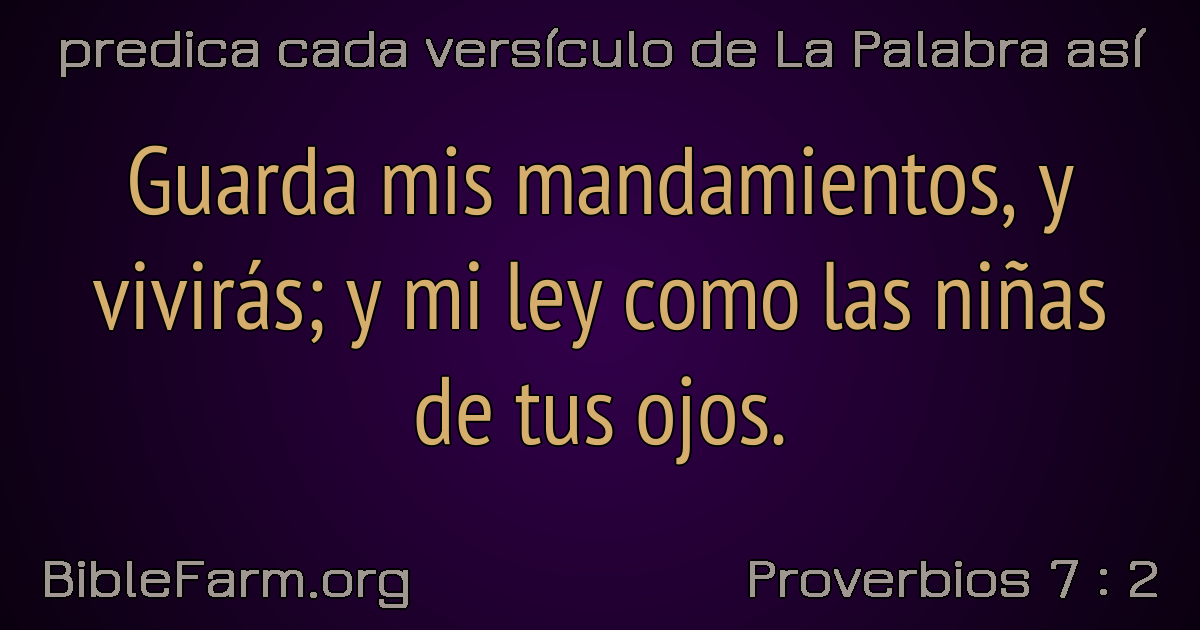 predica cada versículo de La Palabra así
Guarda mis mandamientos, y
vivirás; y mi ley como las niñas
de tus ojos.
BibleFarm.org
Proverbios 7 : 2